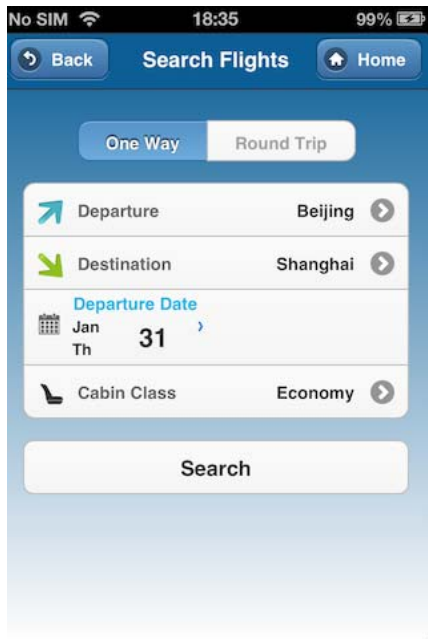 No SIM 18:35 99%
Back Search Flights Home
One Way Round Trip
Departure Beijing
Destination Shanghai
Departure Date
Jan
Th 31
Cabin Class Economy
Search